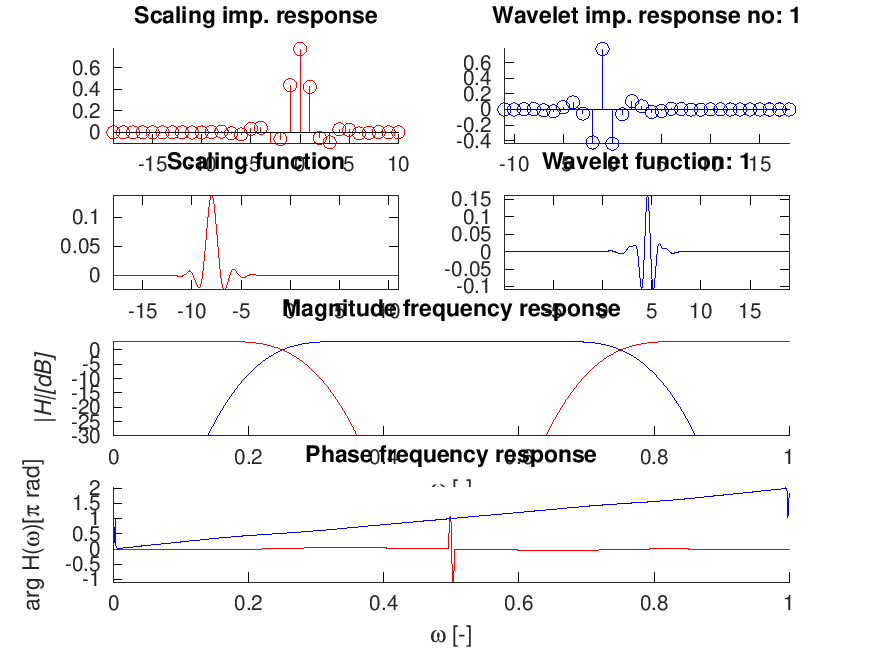 Scaling imp. response
Wavelet imp. response no: 1
0.6
0.4
0.2
0
-15 -10 -5 0 5 10
0.6
0.4
0.2
0
-0.2
-0.4
-10 -5 0 5 10 15
Scaling function
Wavelet function: 1
0.1
0.05
0
-15 -10 -5 0 5 10
0.15
0.1
0.05
0
-0.05
-0.1
-5 0 5 10 15
Magnitude frequency response
|H|[dB]
0
-5
-10
-15
-20
-25
-30
0 0.2 0.4 0.6 0.8 1
Phase frequency response
arg H(ω)[π rad]
2
1.5
1
0.5
0
-0.5
-1
0 0.2 0.4 0.6 0.8 1
ω [-]